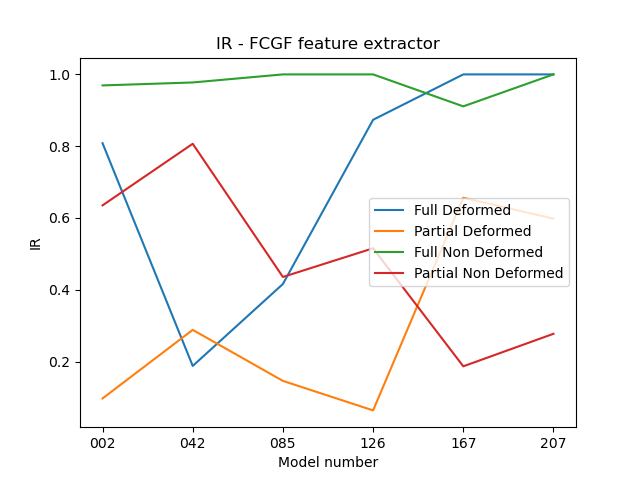 IR - FCGF feature extractor
1.0
0.8
0.6
0.4
0.2
IR
Full Deformed
Partial Deformed
Full Non Deformed
Partial Non Deformed
002 042 085 126 167 207
Model number